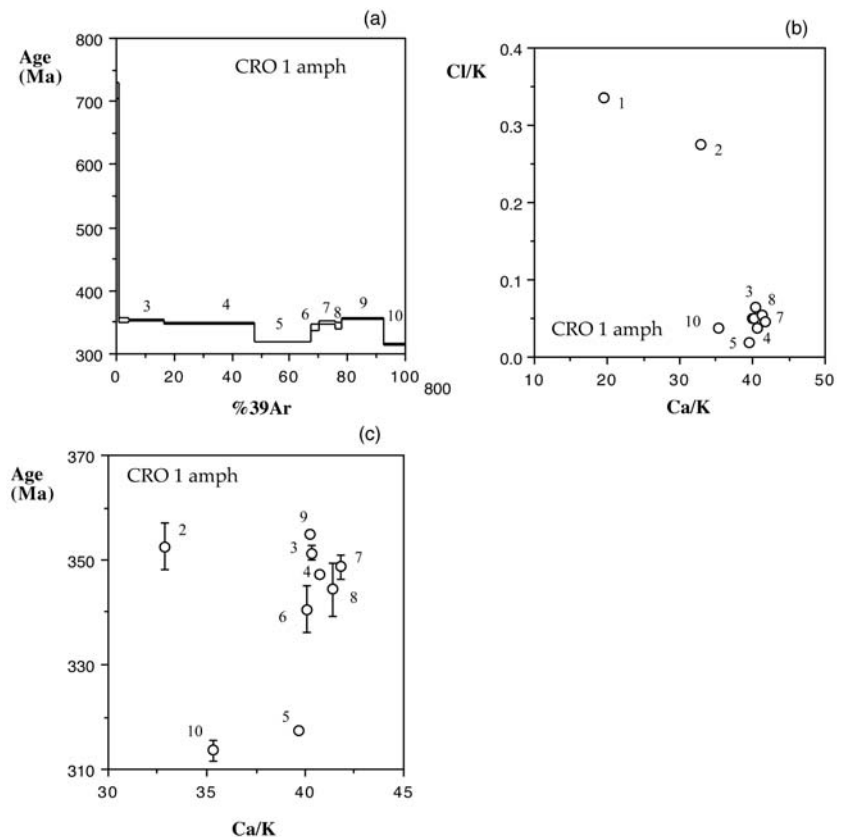 (a)
Age
(Ma)
CRO 1 amph
800
700
600
500
400
300
3
4
5
6
7
8
9
10
0 20 40 60 80 100 800
%39Ar
(b)
Cl/K
0.4
0.3
0.2
0.1
0.0
1
2
3
8
7
10
5
4
CRO 1 amph
10 20 30 40 50
Ca/K
(c)
Age
(Ma)
CRO 1 amph
370
350
330
310
2
9
3
7
4
8
6
5
10
30 35 40 45
Ca/K